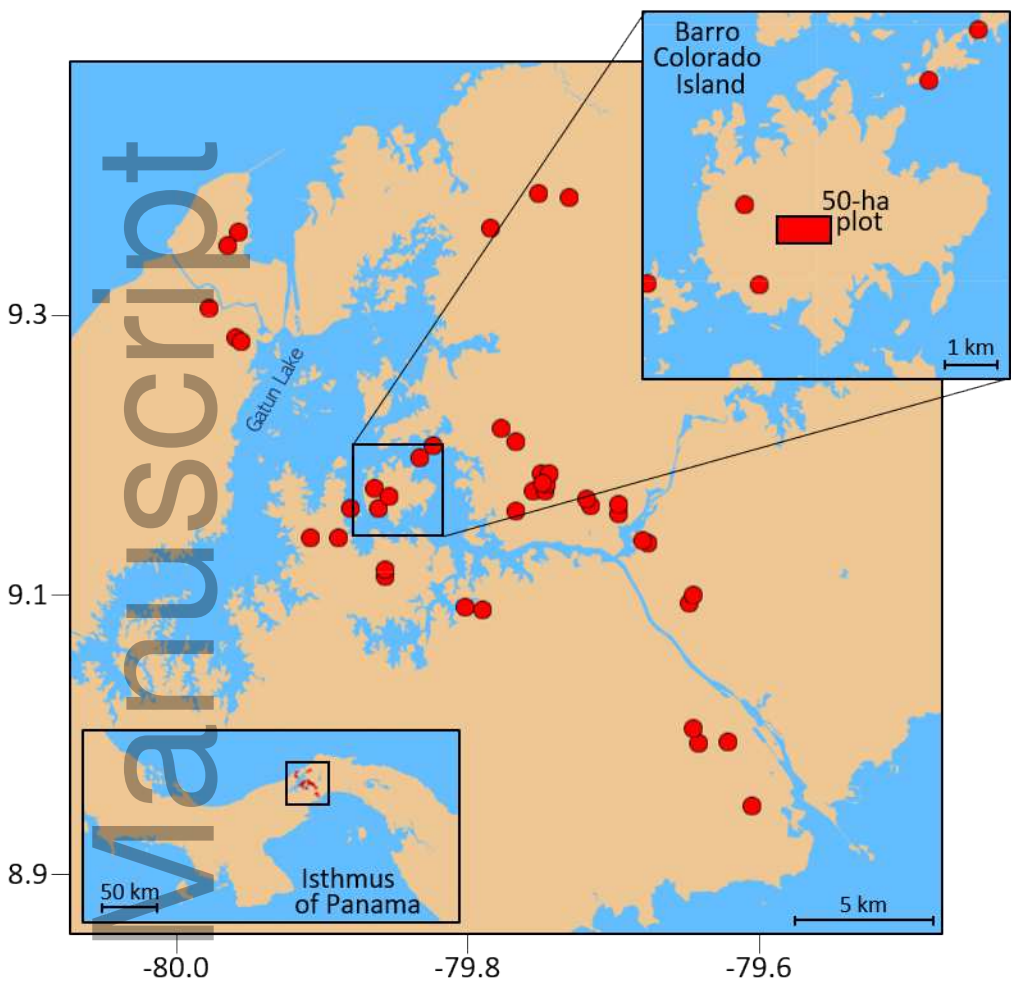 Barro
Colorado
Island
50-ha
plot
1 km
Manuscript
Gatun Lake
9.3
9.1
8.9
50 km
Isthmus
of Panama
5 km
-80.0
-79.8
-79.6